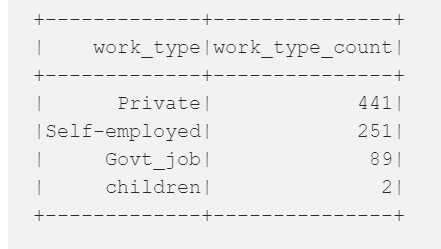 +-------------+---------------+
|    work_type|work_type_count|
+-------------+---------------+
|      Private|            441|
|Self-employed|            251|
|     Govt_job|             89|
|     children|              2|
+-------------+---------------+